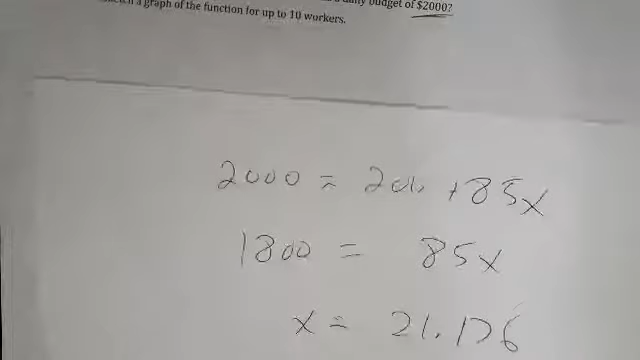 daily budget of $2000?
a graph of the function for up to 10 workers.
2000 = 200 + 85x
1800 = 85x
x = 21.176